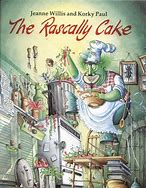 Jeanne Willis and Korky Paul
The Rascally Cake